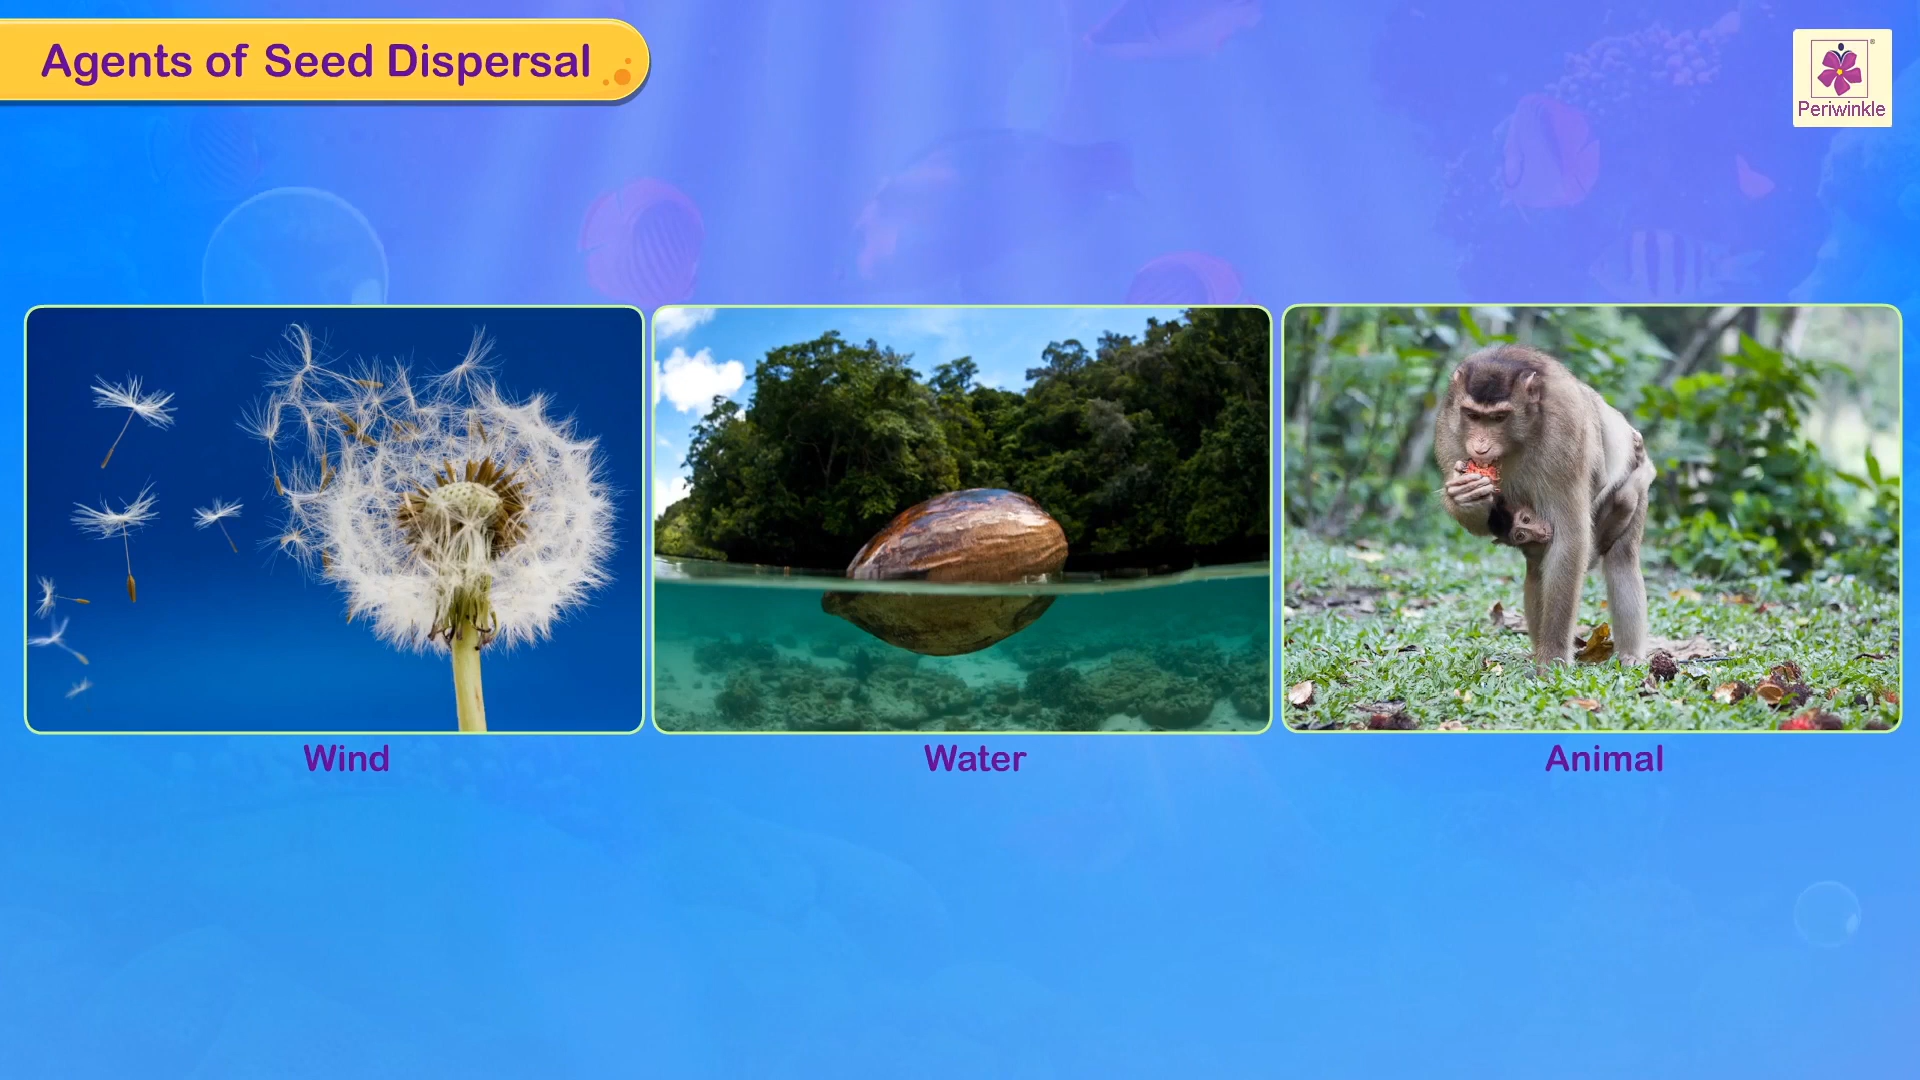 Agents of Seed Dispersal
Periwinkle
Wind
Water
Animal